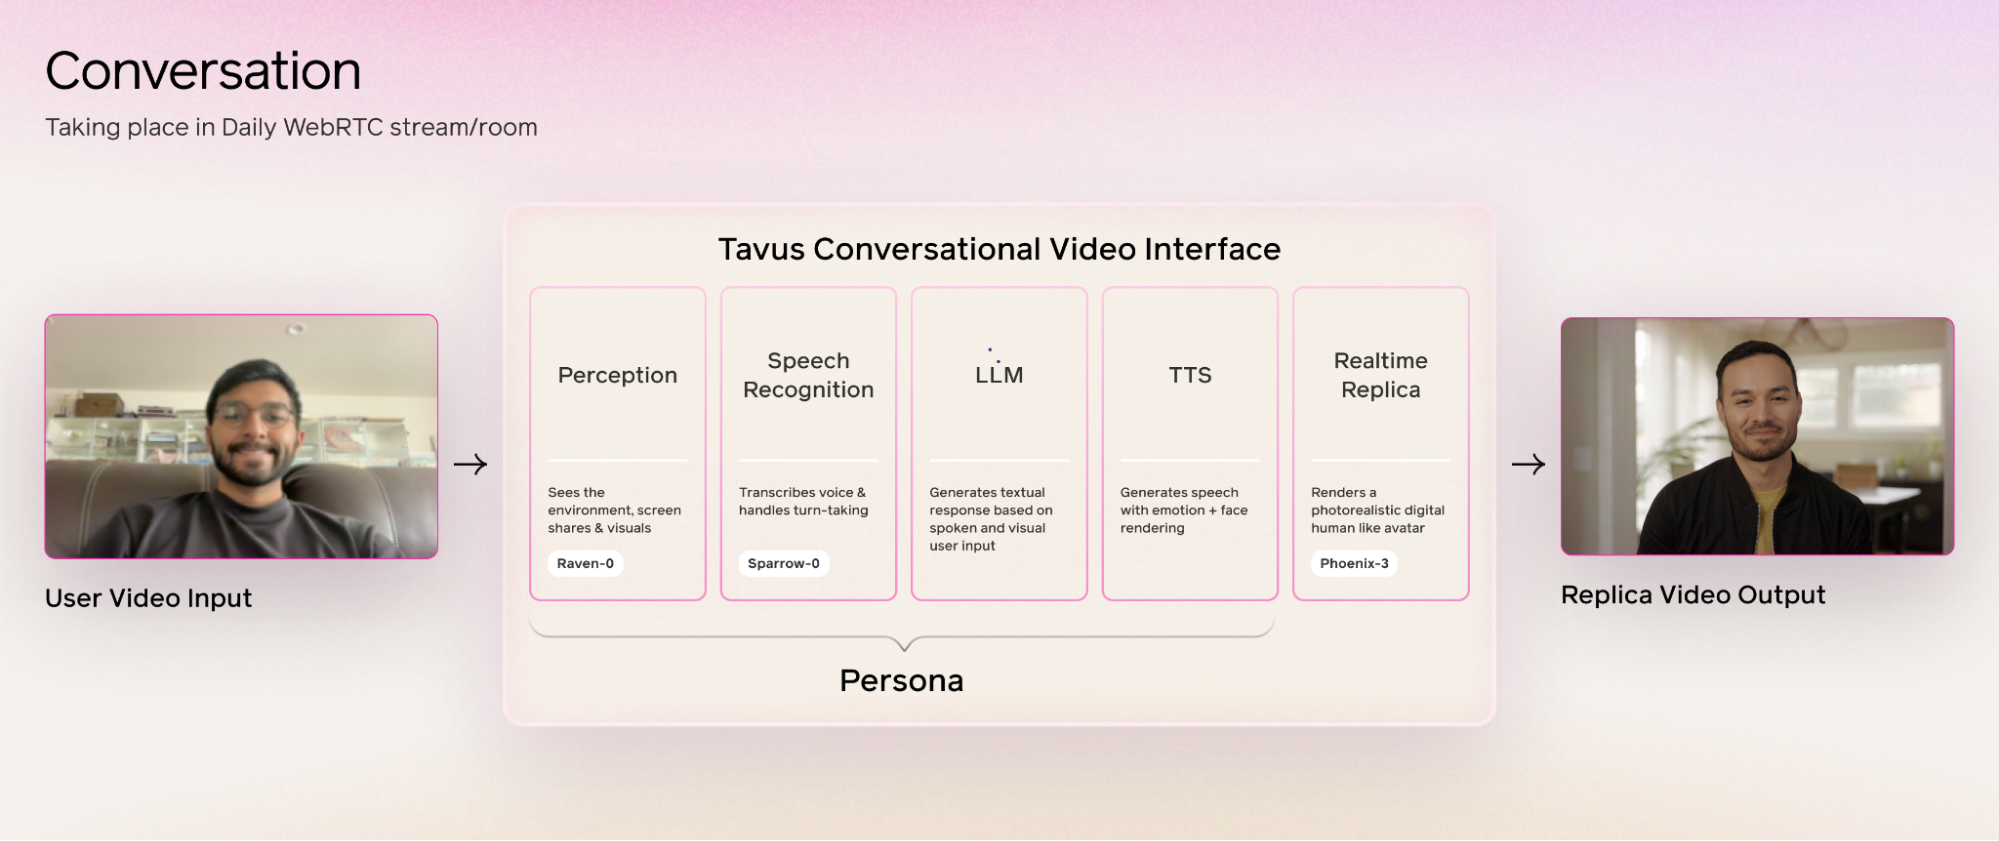 Conversation
Taking place in Daily WebRTC stream/room
Tavus Conversational Video Interface
Perception
Sees the
environment, screen
shares & visuals
Raven-0
Speech
Recognition
Transcribes voice &
handles turn-taking
Sparrow-0
LLM
Generates textual
response based on
spoken and visual
user input
TTS
Generates speech
with emotion + face
rendering
Realtime
Replica
Renders a
photorealistic digital
human like avatar
Phoenix-3
User Video Input
Replica Video Output
Persona